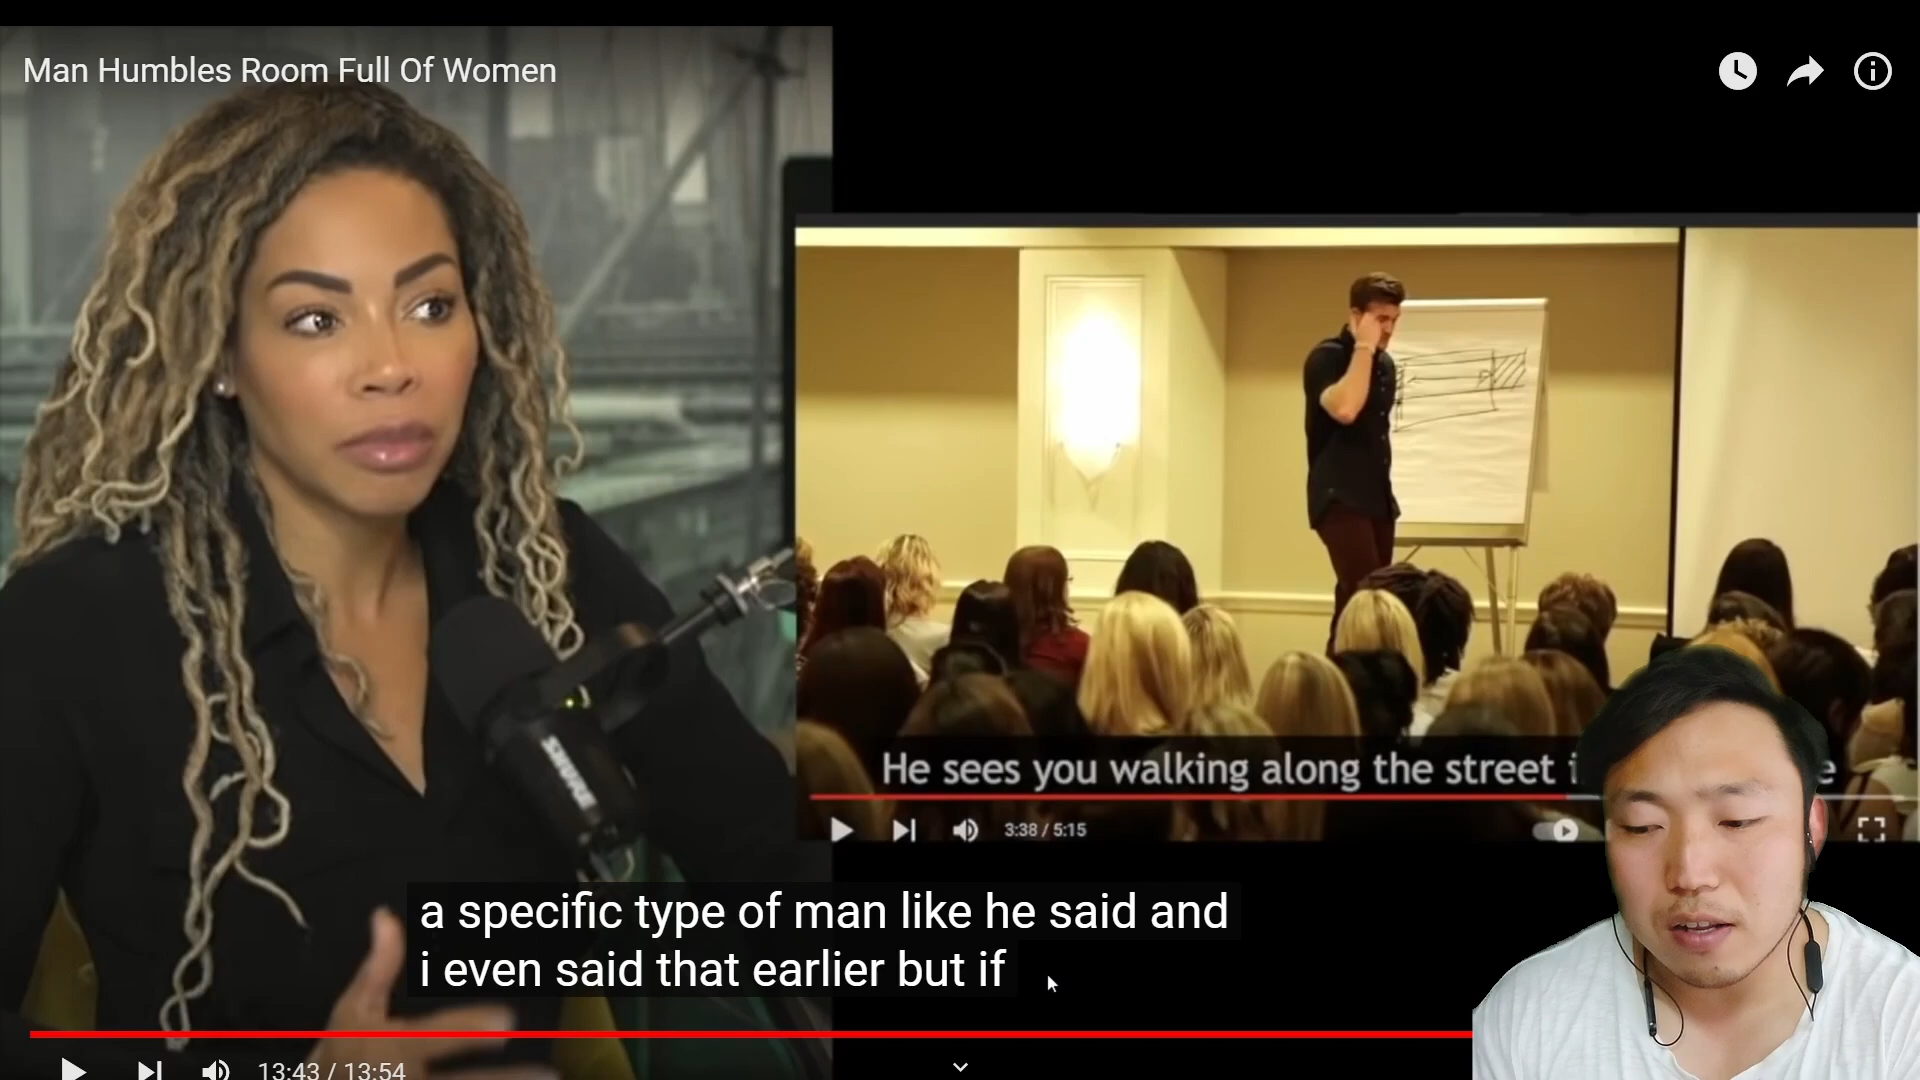 Man Humbles Room Full Of Women
He sees you walking along the street
3:38 / 5:15
SHURE
a specific type of man like he said and
i even said that earlier but if
13:43 / 13:54